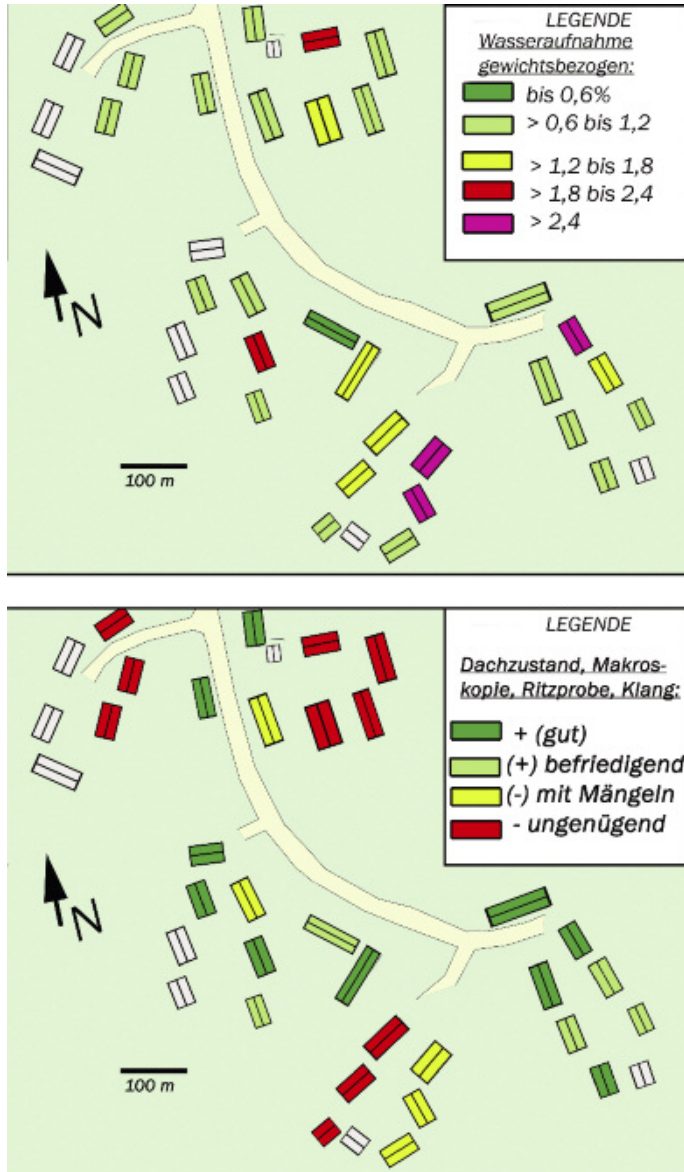 LEGENDE
Wasseraufnahme
gewichtsbezogen:
bis 0,6%
> 0,6 bis 1,2
> 1,2 bis 1,8
> 1,8 bis 2,4
> 2,4
N
100 m
LEGENDE
Dachzustand, Makros-
kopie, Ritzprobe, Klang:
+ (gut)
(+) befriedigend
(-) mit Mängeln
- ungenügend
N
100 m